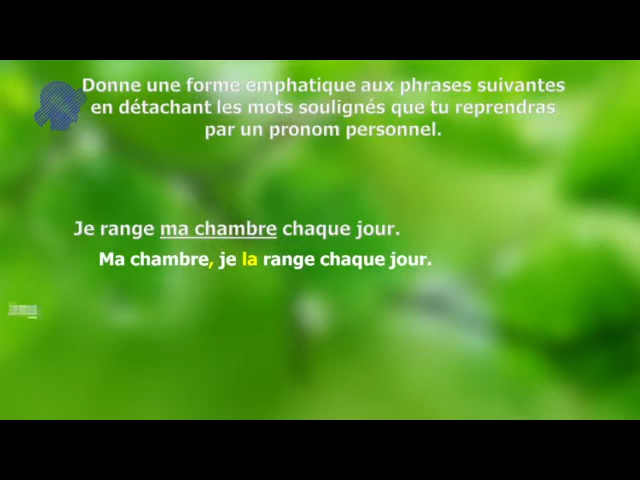 Donne une forme emphatique aux phrases suivantes
en détachant les mots soulignés que tu reprendras
par un pronom personnel.
Je range ma chambre chaque jour.
Ma chambre, je la range chaque jour.